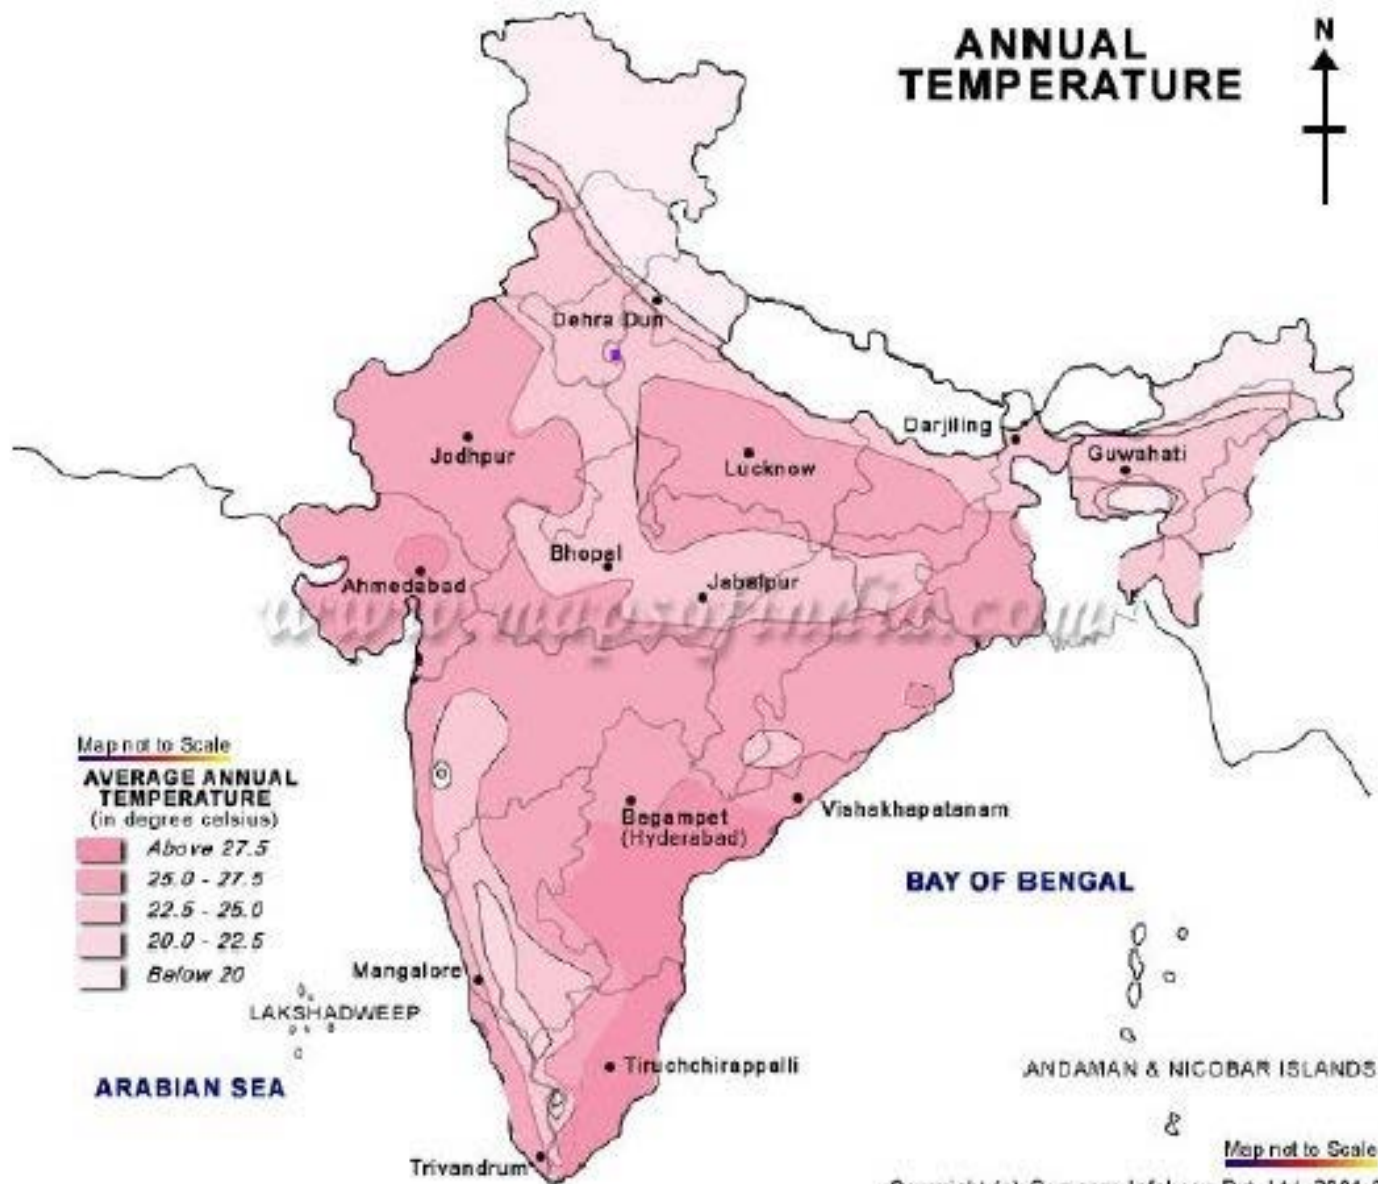 ANNUAL
TEMPERATURE
N
Dehra Dun
Darjiling
Guwahati
Jodhpur
Lucknow
Bhopal
Ahmedabad
Jabalpur
www.mapsofindia.com
Map not to Scale
AVERAGE ANNUAL
TEMPERATURE
(in degree celsius)
Above 27.5
25.0 - 27.5
22.5 - 25.0
20.0 - 22.5
Below 20
Begampet
(Hyderabad)
Vishakhapatanam
BAY OF BENGAL
Mangalore
LAKSHADWEEP
Tiruchchirappalli
ANDAMAN & NICOBAR ISLANDS
ARABIAN SEA
Trivandrum
Map not to Scale